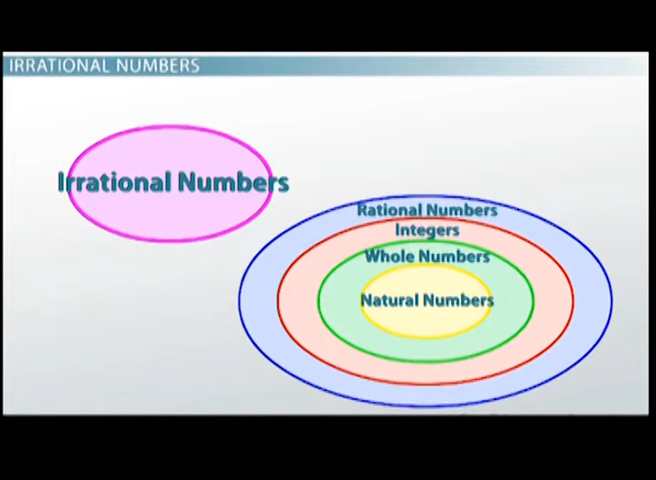 IRRATIONAL NUMBERS
Irrational Numbers
Rational Numbers
Integers
Whole Numbers
Natural Numbers